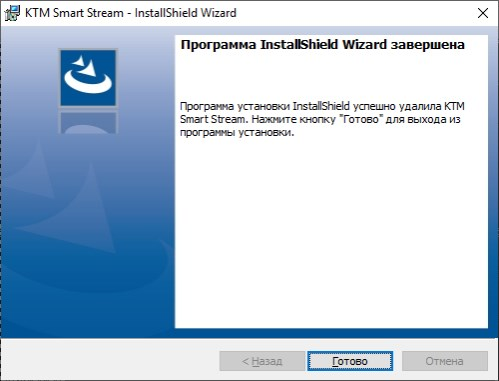 KTM Smart Stream - InstallShield Wizard
Программа InstallShield Wizard завершена
Программа установки InstallShield успешно удалила KTM
Smart Stream. Нажмите кнопку "Готово" для выхода из
программы установки.
< Назад
Готово
Отмена